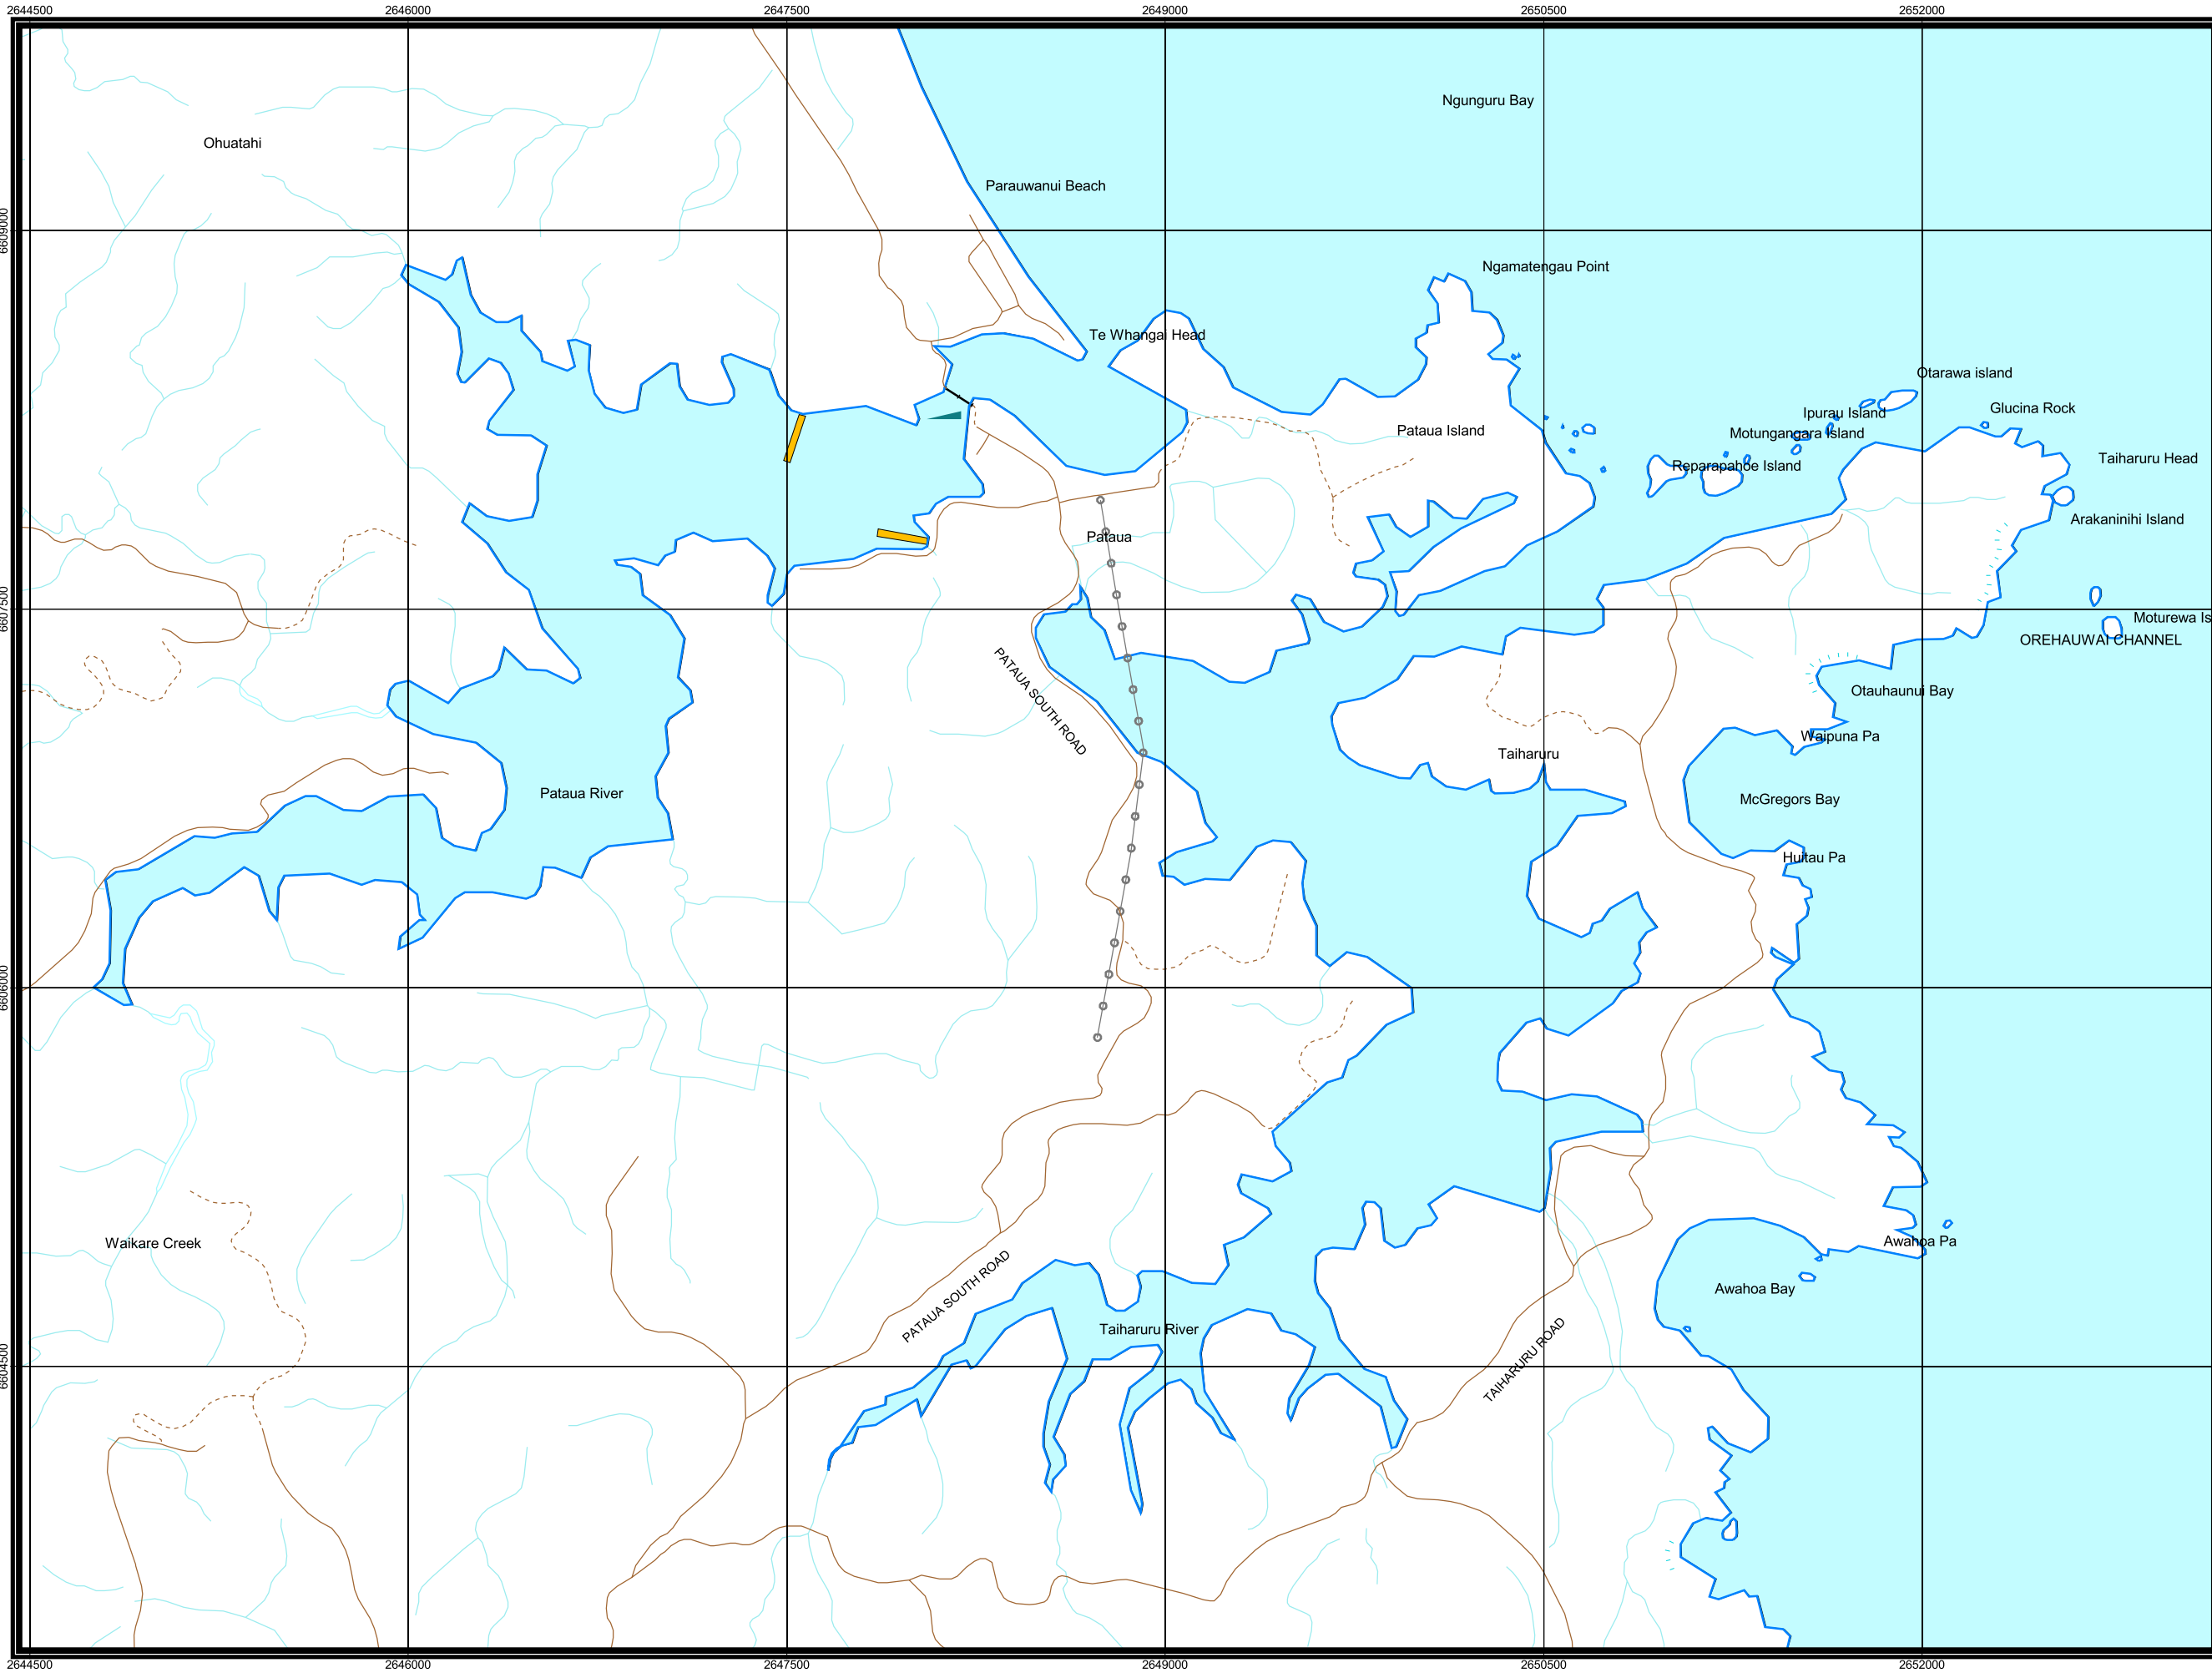 2644500 2646000 2647500 2649000 2650500 2652000
Ngunguru Bay
Ohuatahi
Parauwanui Beach
6609000
Ngamatengau Point
Te Whangai Head
Otarawa island
Glucina Rock
Ipurau Island
Pataua Island
Motungangara Island
Taiharuru Head
Reparapahoe Island
Arakaninihi Island
Pataua
6607500
Moturewa Is
OREHAUWAI CHANNEL
PATAUA SOUTH ROAD
Otauhaunui Bay
Waipuna Pa
Taiharuru
Pataua River
McGregors Bay
Huitau Pa
6606000
Waikare Creek
Awahoa Pa
Awahoa Bay
PATAUA SOUTH ROAD
Taiharuru River
TAIHARURU ROAD
6604500
2644500 2646000 2647500 2649000 2650500 2652000